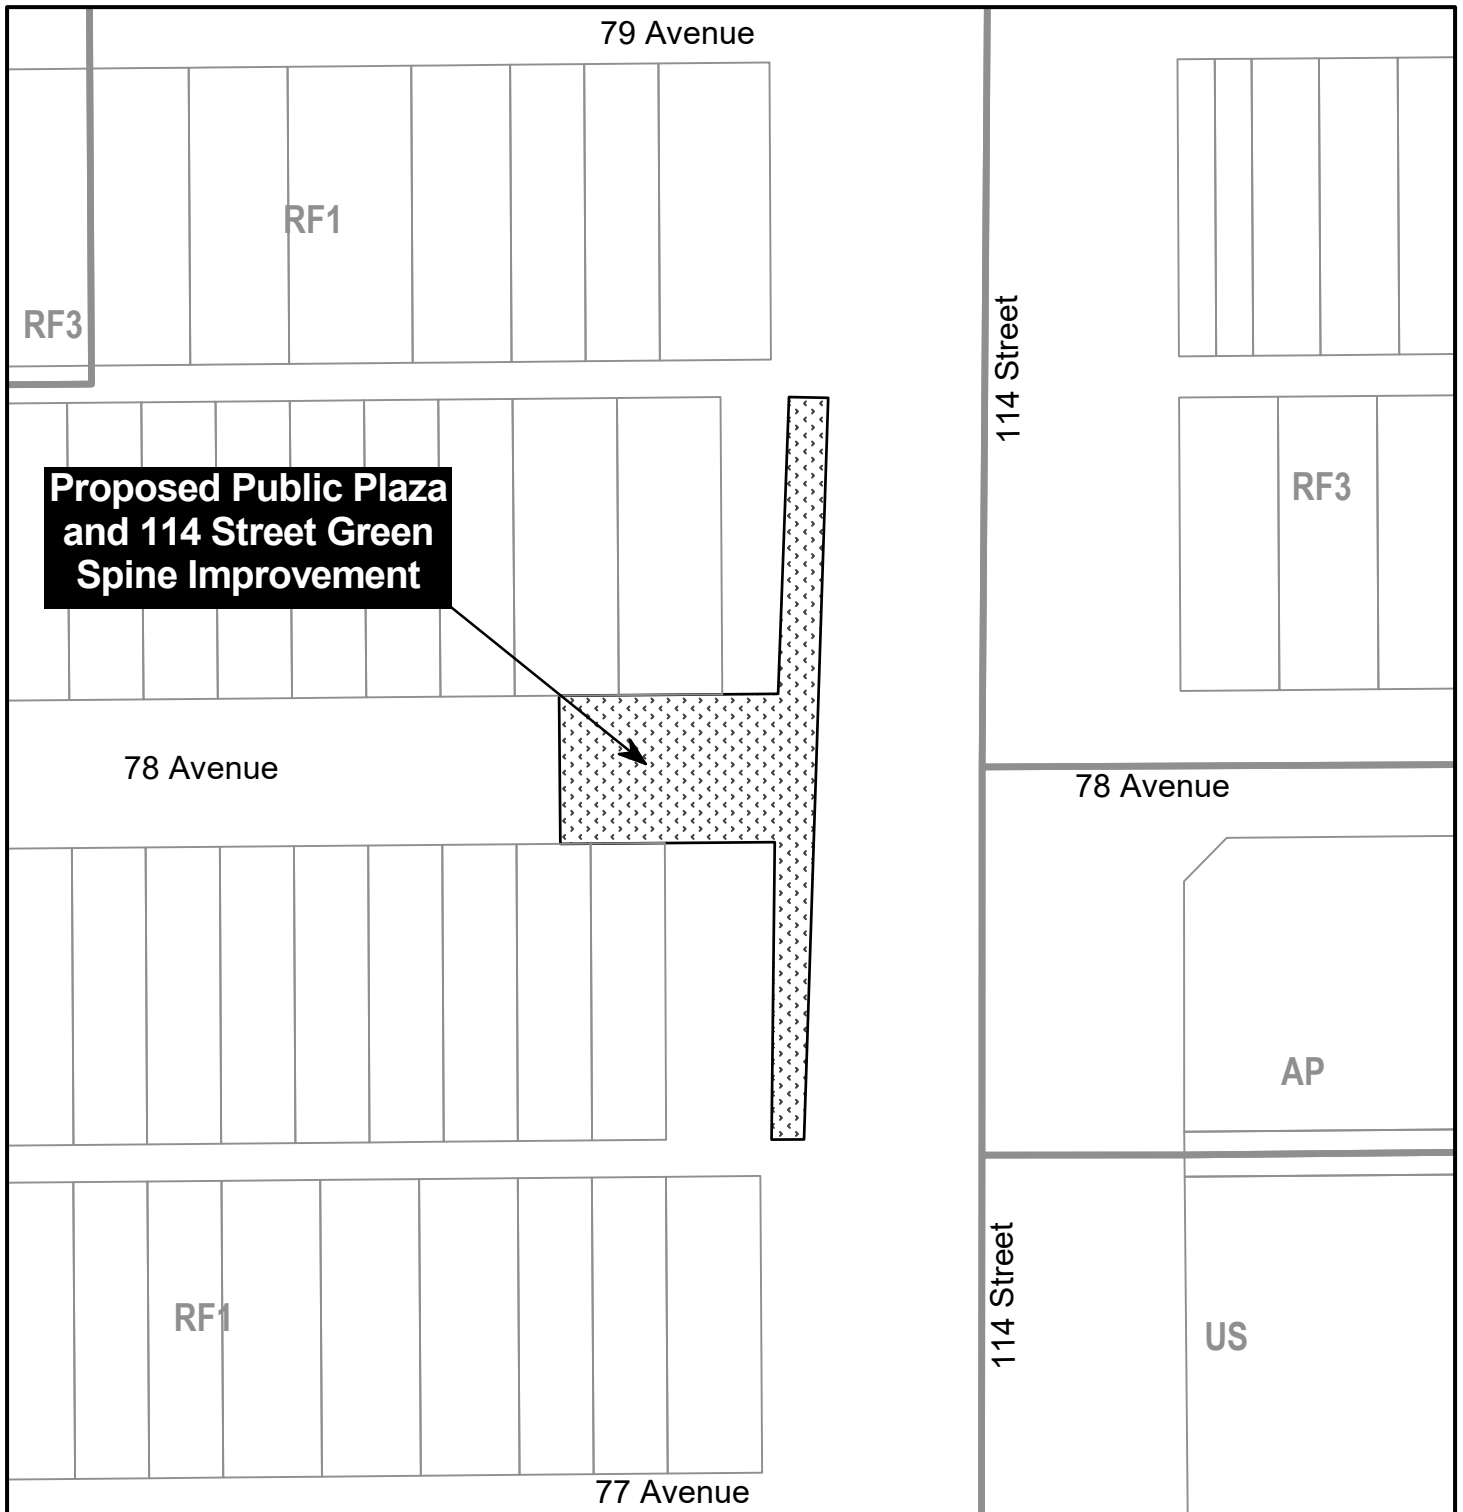 79 Avenue
RF1
RF3
114 Street
Proposed Public Plaza
and 114 Street Green
Spine Improvement
RF3
78 Avenue
78 Avenue
AP
114 Street
RF1
US
77 Avenue